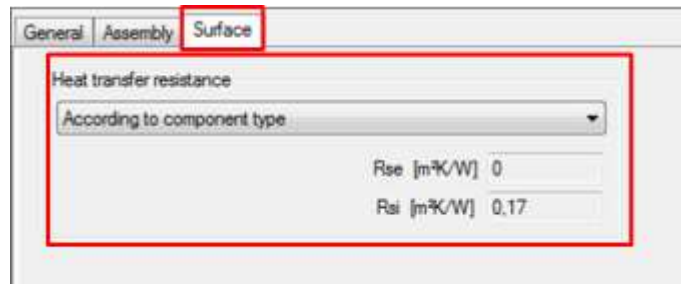 General Assembly Surface
Heat transfer resistance
According to component type
Rse [m²K/W] 0
Rsi [m²K/W] 0,17